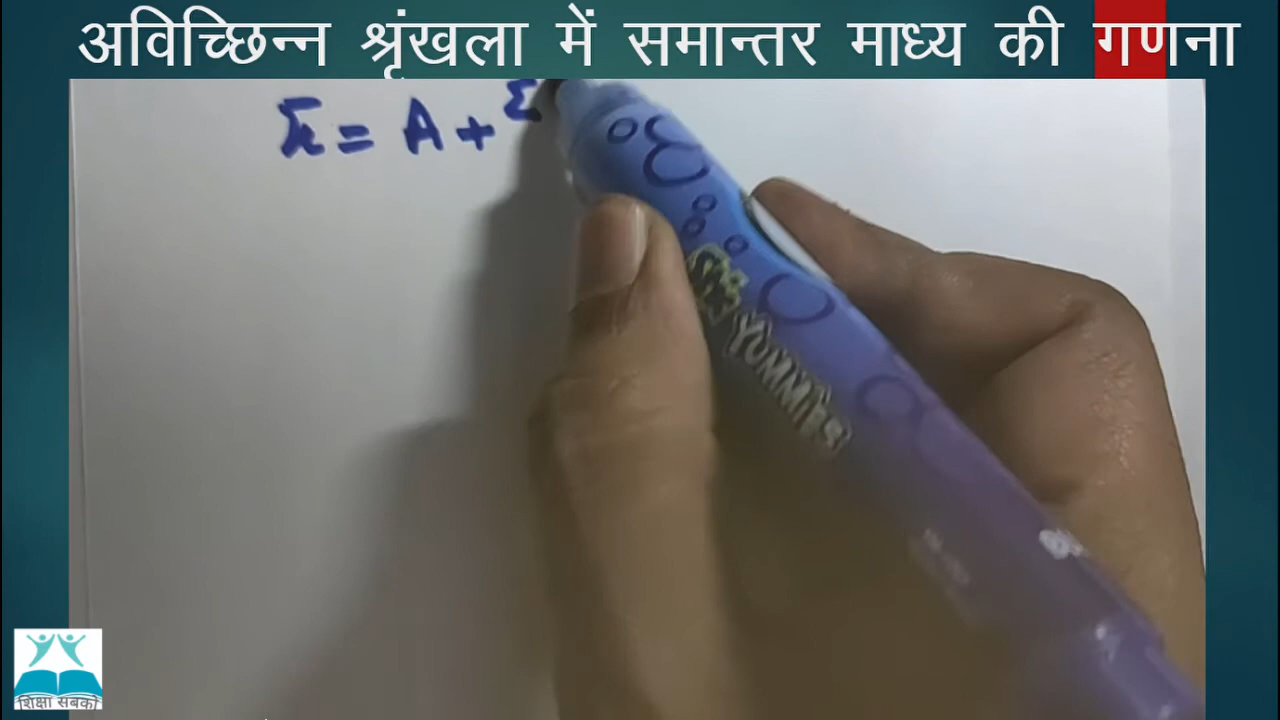 अविच्छिन्न श्रृंखला में समान्तर माध्य की गणना
x̄ = A + Σ
YUMMIES
शिक्षा सबको